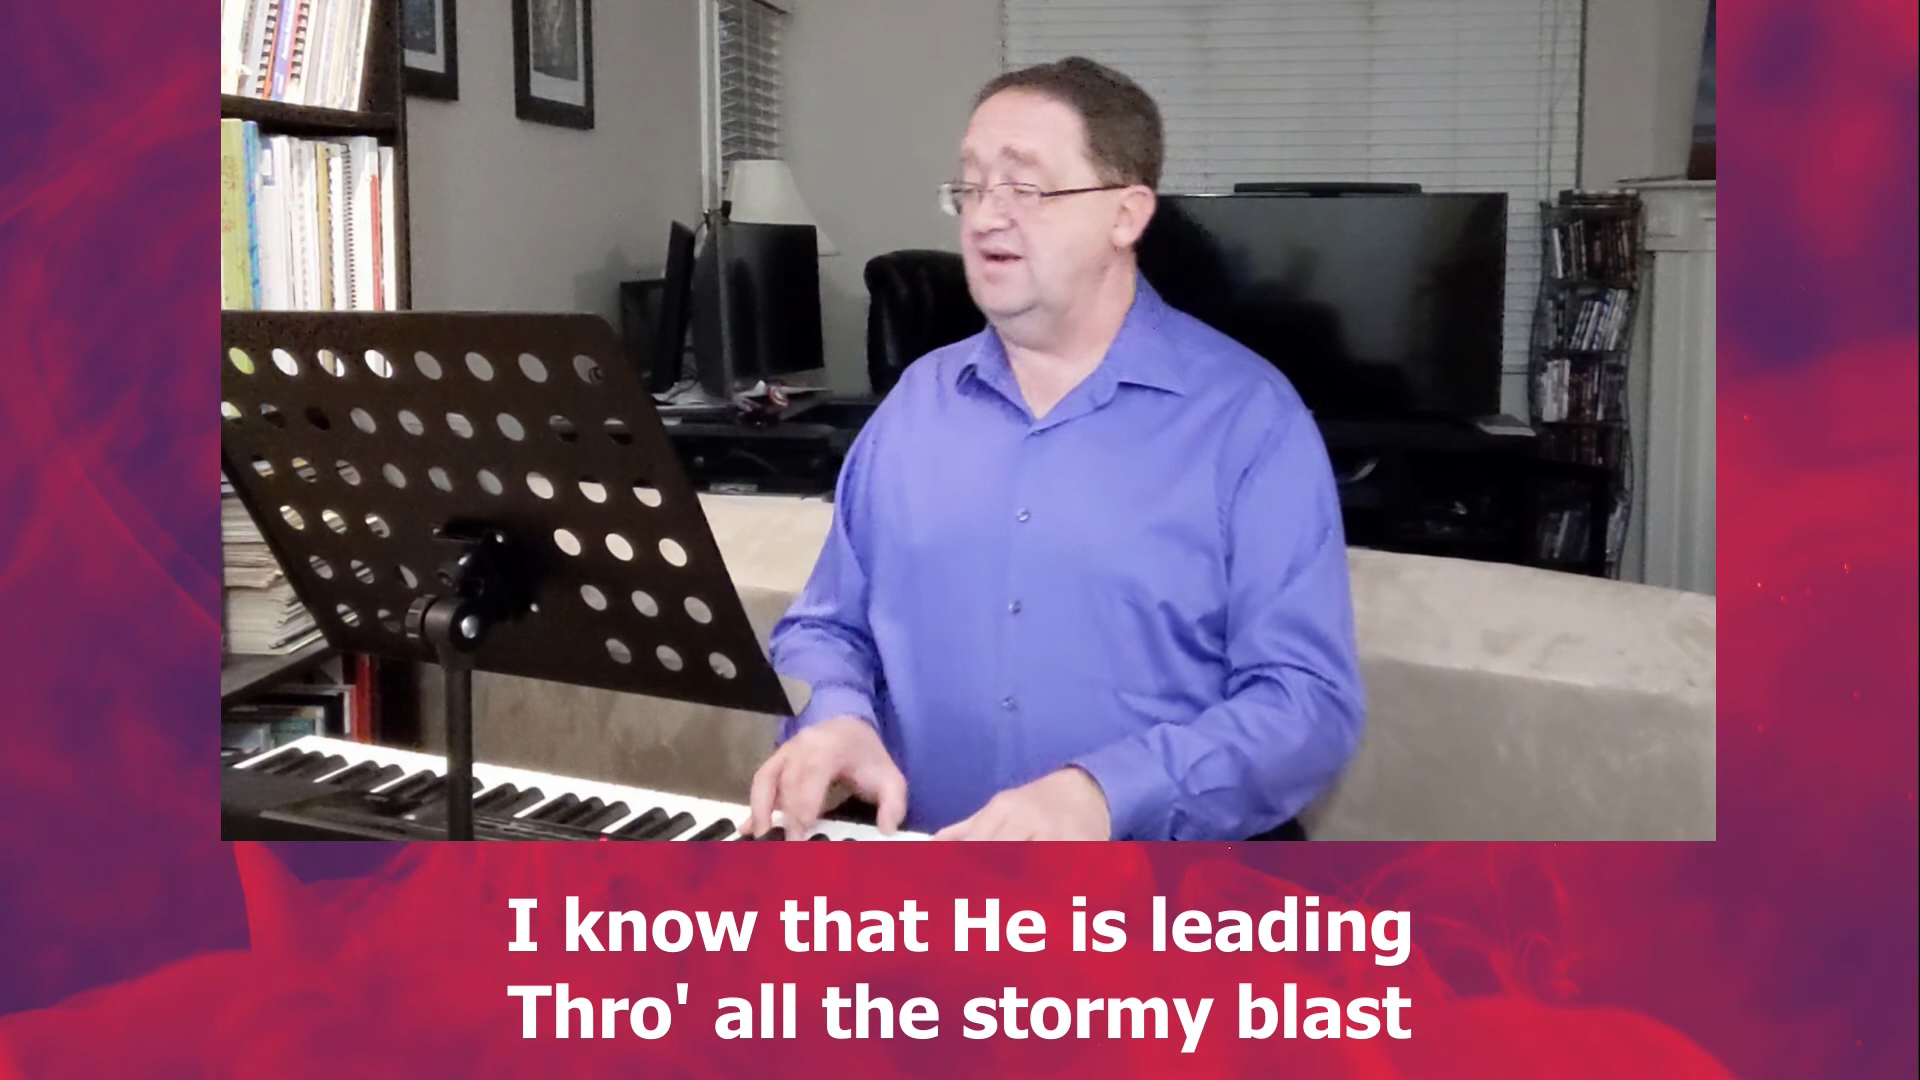 I know that He is leading
Thro' all the stormy blast